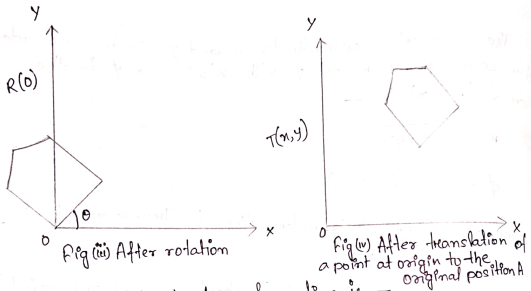 Y
R(θ)
θ
O
X
Fig (iii) After rotation
Y
T(x,y)
O
X
Fig (iv) After translation of
a point at origin to the
original position A